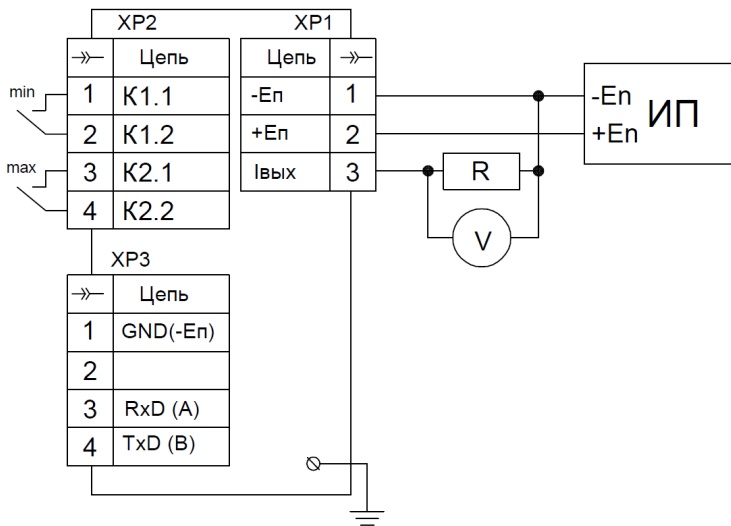 XP2
Цепь
min
1 К1.1
2 К1.2
max
3 К2.1
4 К2.2
XP1
Цепь
-Еп 1
+Еп 2
Iвых 3
R
V
-En
+En
ИП
XP3
Цепь
1 GND(-Еп)
2
3 RxD (A)
4 TxD (B)